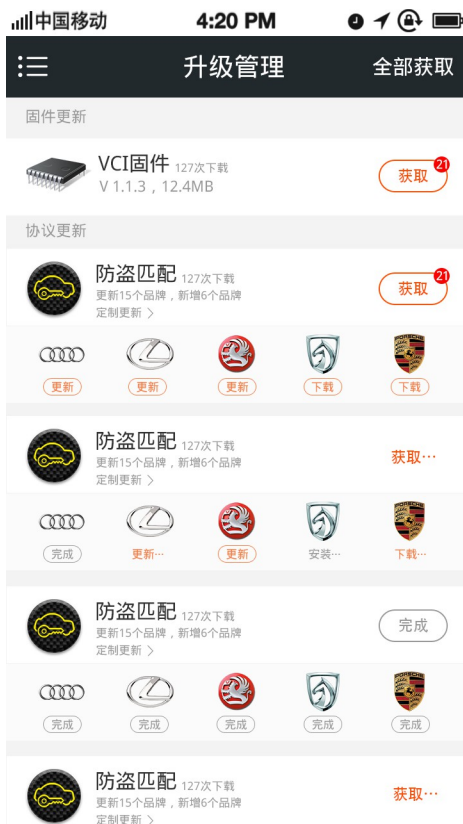 中国移动 4:20 PM
升级管理 全部获取
固件更新
VCI固件 127次下载
V 1.1.3，12.4MB
获取 21
协议更新
防盗匹配 127次下载
更新15个品牌，新增6个品牌
定制更新 >
获取 21
更新 更新 更新 下载 下载
防盗匹配 127次下载
更新15个品牌，新增6个品牌
定制更新 >
获取…
完成 更新… 更新 安装… 下载…
防盗匹配 127次下载
更新15个品牌，新增6个品牌
定制更新 >
完成
完成 完成 完成 完成 完成
防盗匹配 127次下载
更新15个品牌，新增6个品牌
定制更新 >
获取…